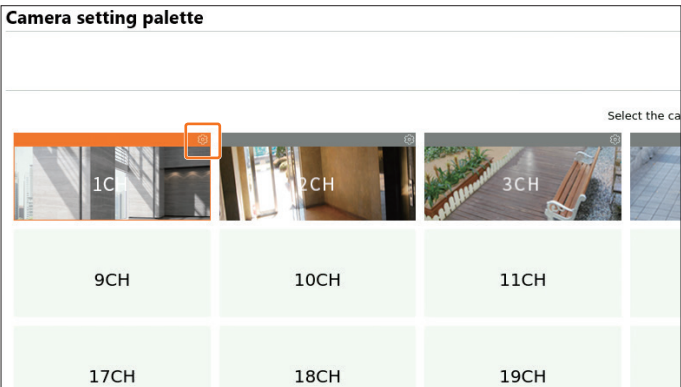 Camera setting palette
Select the ca
1CH
2CH
3CH
9CH
10CH
11CH
17CH
18CH
19CH